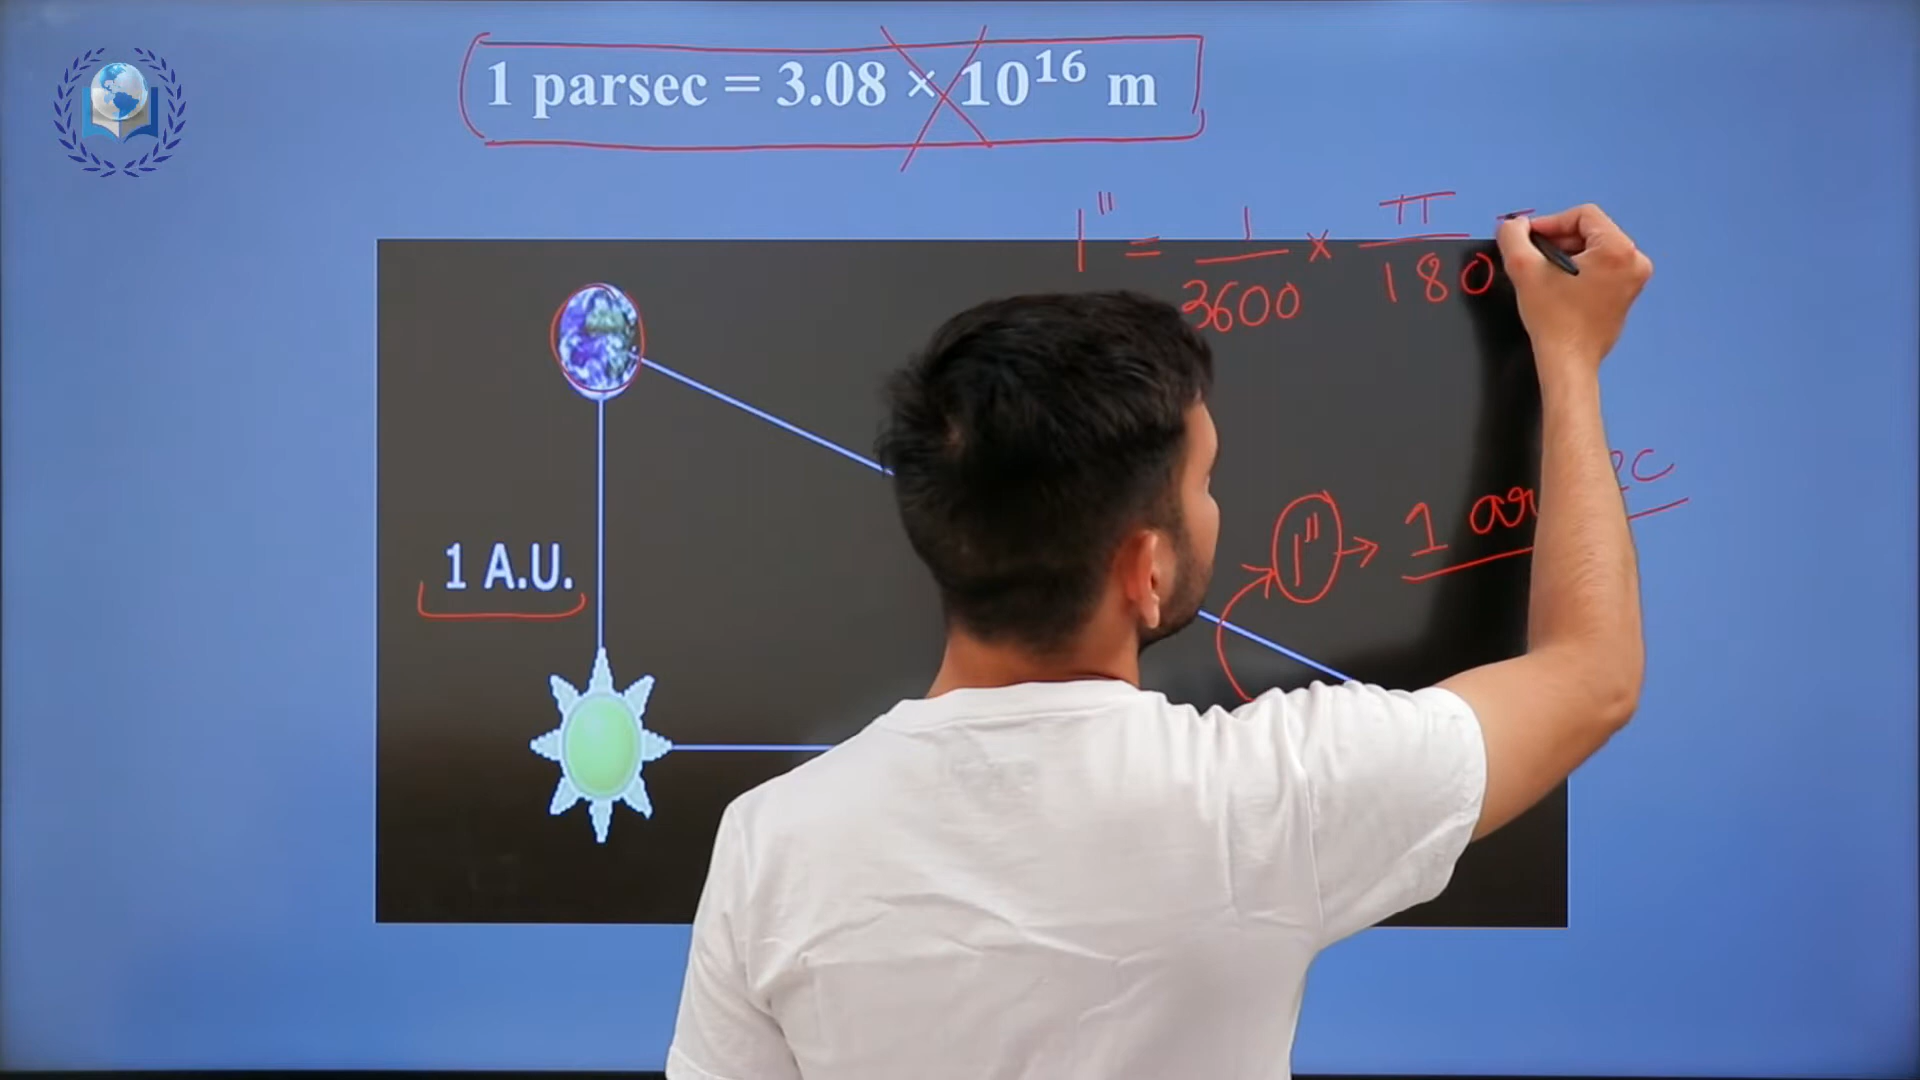 1 parsec = 3.08 × 10¹⁶ m
1" = 1/3600 × π/180 =
1 A.U.
1" → 1